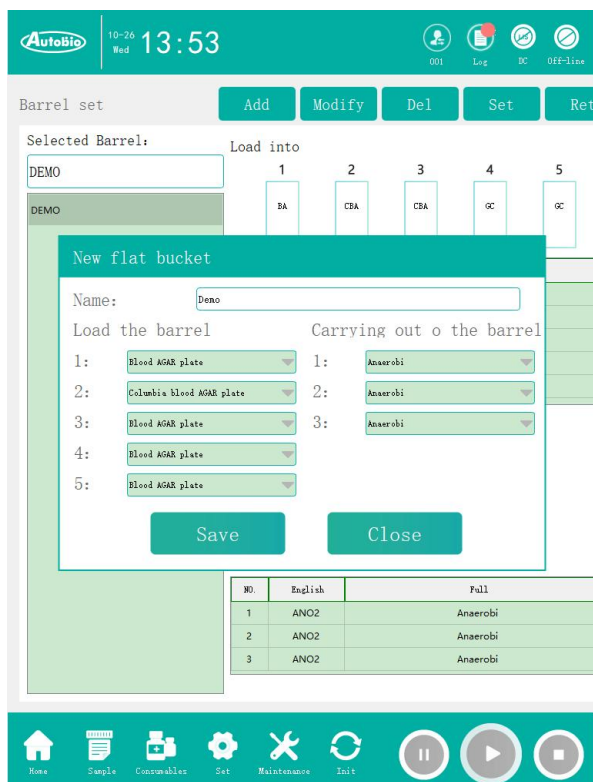 AutoBio
10-26
Wed
13:53
001
Log
DC
Off-line
Barrel set
Add
Modify
Del
Set
Ret
Selected Barrel:
DEMO
DEMO
Load into
1 2 3 4 5
BA CBA CBA GC GC
New flat bucket
Name: Demo
Load the barrel
1: Blood AGAR plate
2: Columbia blood AGAR plate
3: Blood AGAR plate
4: Blood AGAR plate
5: Blood AGAR plate
Carrying out o the barrel
1: Anaerobi
2: Anaerobi
3: Anaerobi
Save
Close
NO. English Full
1 ANO2 Anaerobi
2 ANO2 Anaerobi
3 ANO2 Anaerobi
Home
Sample
Consumables
Set
Maintenance
Init